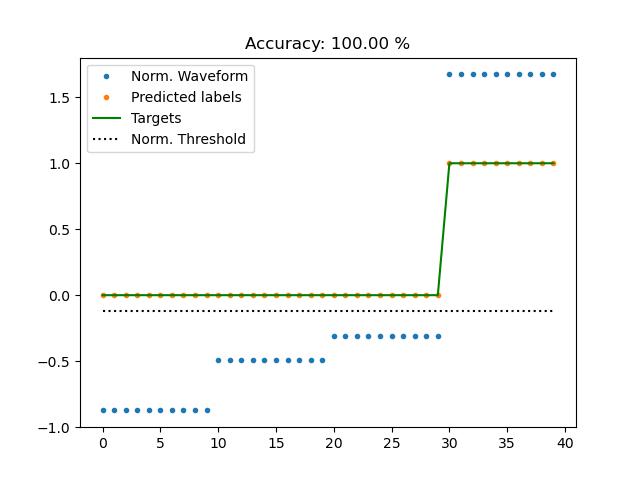 Accuracy: 100.00 %
Norm. Waveform
Predicted labels
Targets
Norm. Threshold
1.5
1.0
0.5
0.0
−0.5
−1.0
0 5 10 15 20 25 30 35 40